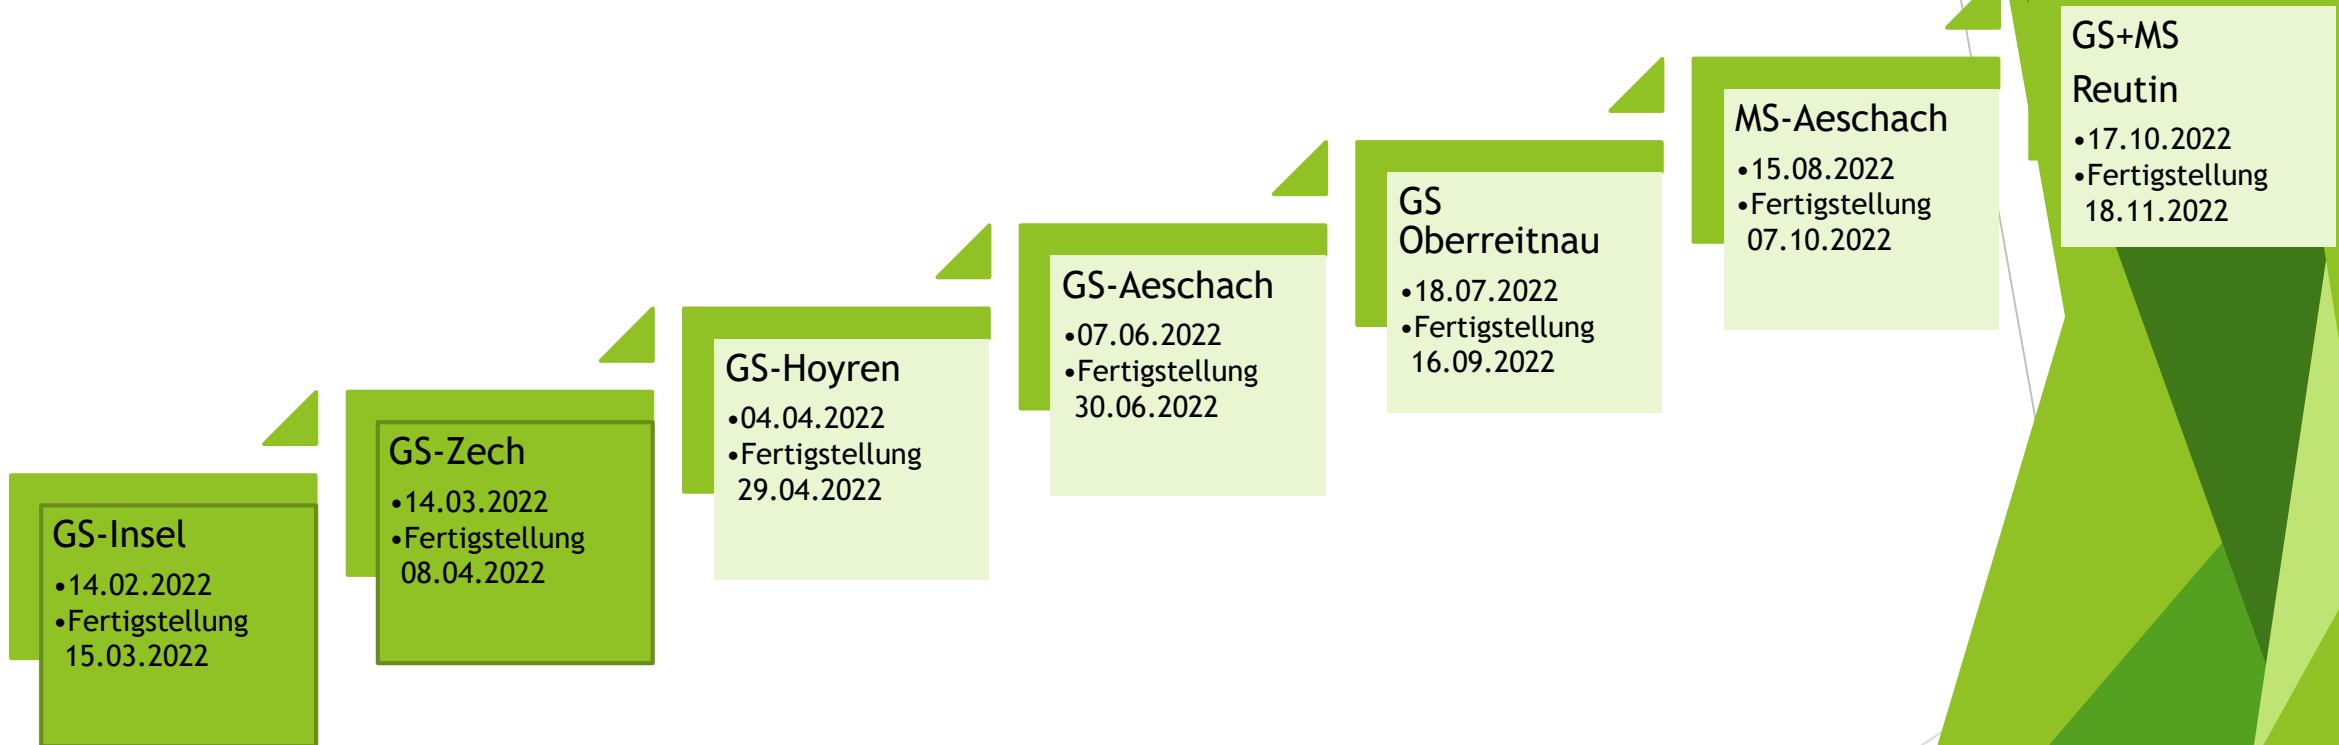 GS-Insel
•14.02.2022
•Fertigstellung
15.03.2022
GS-Zech
•14.03.2022
•Fertigstellung
08.04.2022
GS-Hoyren
•04.04.2022
•Fertigstellung
29.04.2022
GS-Aeschach
•07.06.2022
•Fertigstellung
30.06.2022
GS
Oberreitnau
•18.07.2022
•Fertigstellung
16.09.2022
MS-Aeschach
•15.08.2022
•Fertigstellung
07.10.2022
GS+MS
Reutin
•17.10.2022
•Fertigstellung
18.11.2022